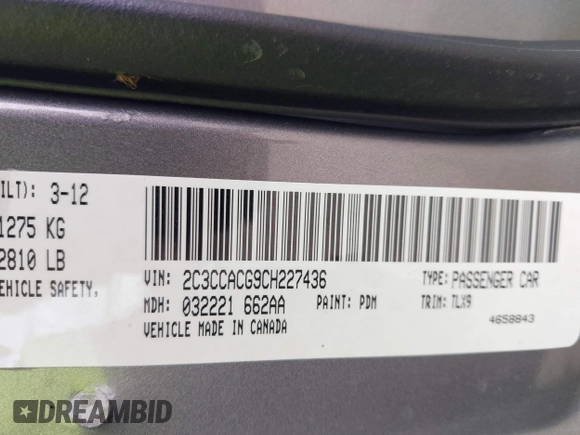 ILT): 3-12
1275 KG
2810 LB
EHICLE SAFETY,
VIN: 2C3CCACG9CH227436 TYPE: PASSENGER CAR
MDH: 032221 662AA PAINT: PDM TRIM: TLX9
VEHICLE MADE IN CANADA 4658843
DREAMBID